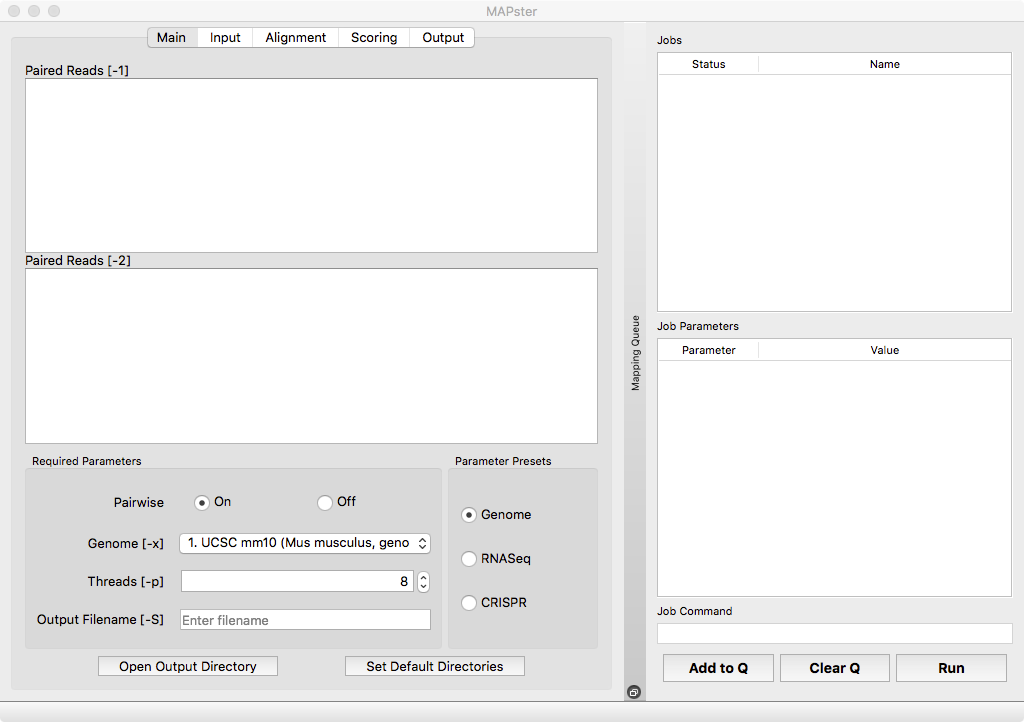 MAPster
Main Input Alignment Scoring Output
Paired Reads [-1]
Paired Reads [-2]
Required Parameters
Pairwise On Off
Genome [-x] 1. UCSC mm10 (Mus musculus, geno
Threads [-p] 8
Output Filename [-S] Enter filename
Parameter Presets
Genome
RNASeq
CRISPR
Open Output Directory Set Default Directories
Mapping Queue
Jobs
Status Name
Job Parameters
Parameter Value
Job Command
Add to Q Clear Q Run